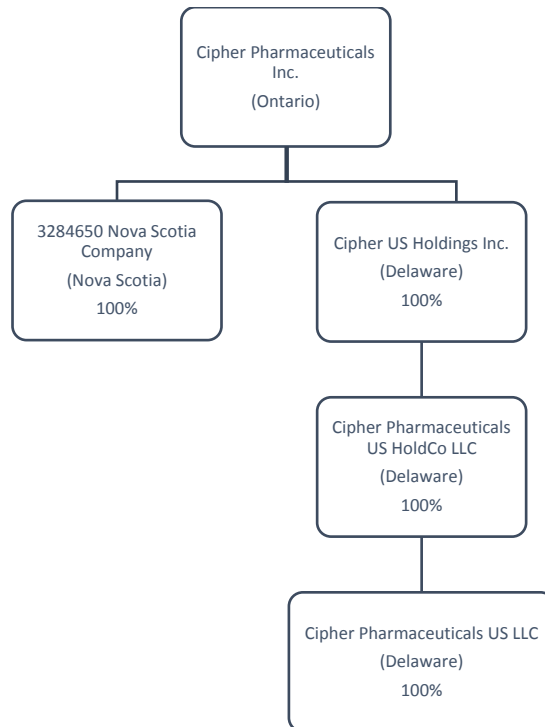 Cipher Pharmaceuticals
Inc.
(Ontario)
3284650 Nova Scotia
Company
(Nova Scotia)
100%
Cipher US Holdings Inc.
(Delaware)
100%
Cipher Pharmaceuticals
US HoldCo LLC
(Delaware)
100%
Cipher Pharmaceuticals US LLC
(Delaware)
100%